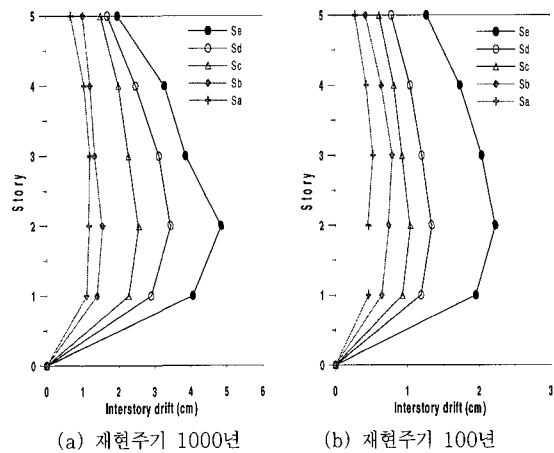 5
4
3
2
1
0
Story
Se
Sd
Sc
Sb
Sa
0 1 2 3 4 5 6
Interstory drift (cm)
(a) 재현주기 1000년
5
4
3
2
1
0
Story
Se
Sd
Sc
Sb
Sa
0 1 2 3
Interstory drift (cm)
(b) 재현주기 100년